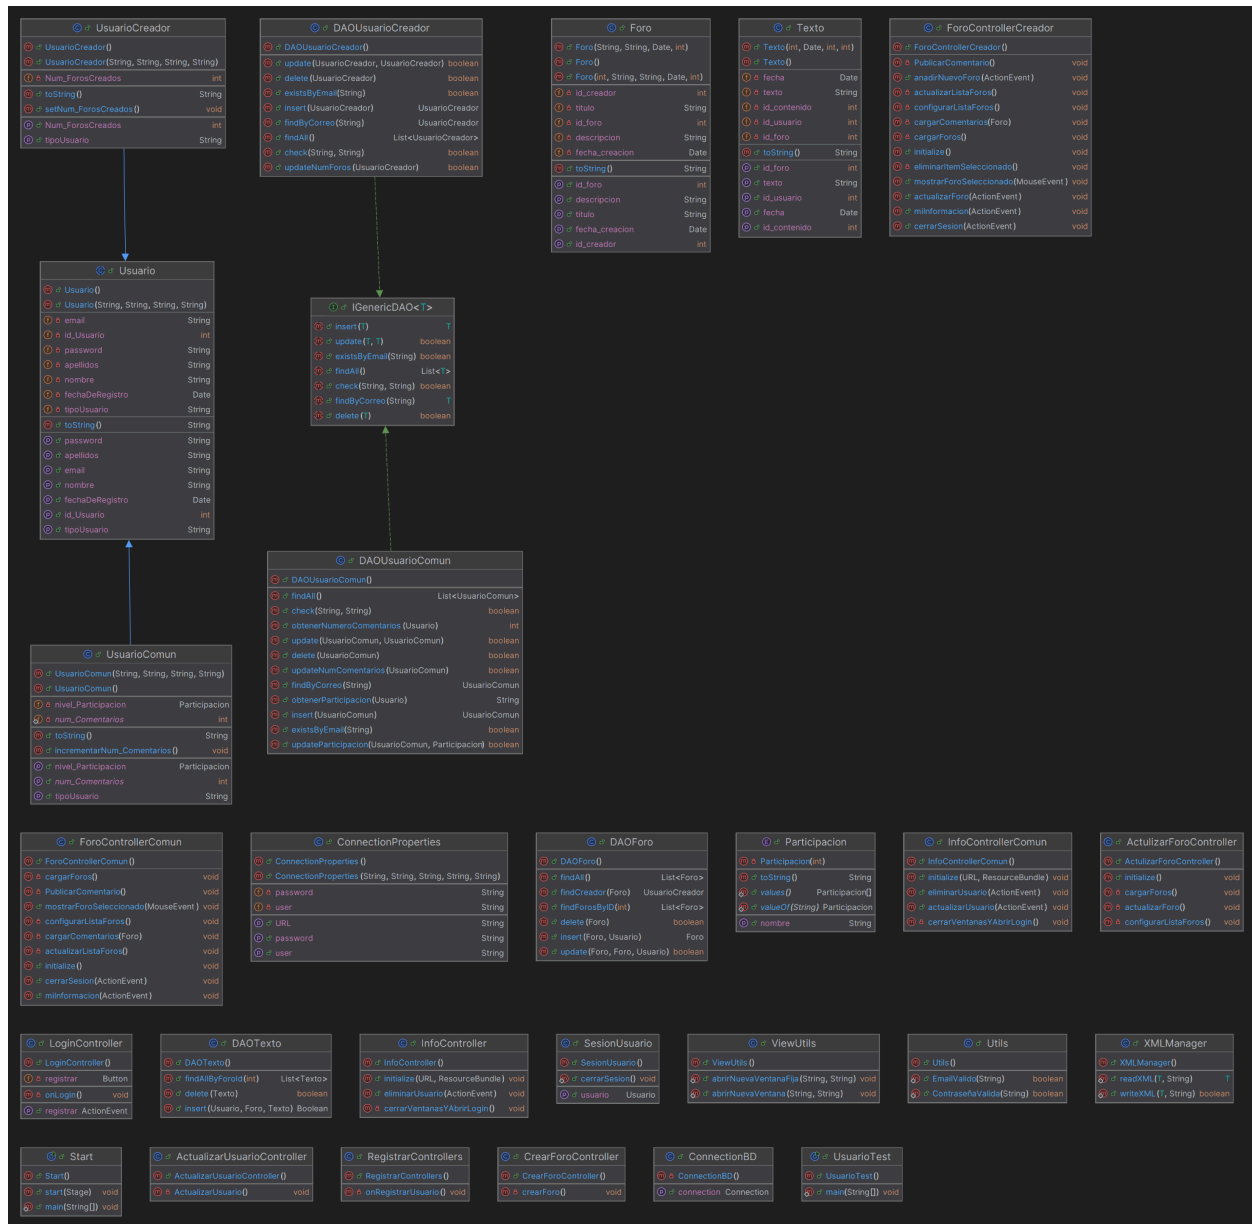 UsuarioCreador
UsuarioCreador()
UsuarioCreador(String, String, String, String)
Num_ForosCreados int
toString() String
setNum_ForosCreados() void
Num_ForosCreados int
tipoUsuario String
DAOUsuarioCreador
DAOUsuarioCreador()
update(UsuarioCreador, UsuarioCreador) boolean
delete(UsuarioCreador) boolean
existsByEmail(String) boolean
insert(UsuarioCreador) UsuarioCreador
findByCorreo(String) UsuarioCreador
findAll() List<UsuarioCreador>
check(String, String) boolean
updateNumForos(UsuarioCreador) boolean
Foro
Foro(String, String, Date, int)
Foro()
Foro(int, String, String, Date, int)
id_creador int
titulo String
id_foro int
descripcion String
fecha_creacion Date
toString() String
id_foro int
descripcion String
titulo String
fecha_creacion Date
id_creador int
Texto
Texto(int, Date, int, int)
Texto()
fecha Date
texto String
id_contenido int
id_usuario int
id_foro int
toString() String
id_foro int
texto String
id_usuario int
fecha Date
id_contenido int
ForoControllerCreador
ForoControllerCreador()
PublicarComentario() void
anadirNuevoForo(ActionEvent) void
actualizarListaForos() void
configurarListaForos() void
cargarComentarios(Foro) void
cargarForos() void
initialize() void
eliminarItemSeleccionado() void
mostrarForoSeleccionado(MouseEvent) void
actualizarForo(ActionEvent) void
miInformacion(ActionEvent) void
cerrarSesion(ActionEvent) void
Usuario
Usuario()
Usuario(String, String, String, String)
email String
id_Usuario int
password String
apellidos String
nombre String
fechaDeRegistro Date
tipoUsuario String
toString() String
password String
apellidos String
email String
nombre String
fechaDeRegistro Date
id_Usuario int
tipoUsuario String
IGenericDAO<T>
insert(T) T
update(T, T) boolean
existsByEmail(String) boolean
findAll() List<T>
check(String, String) boolean
findByCorreo(String) T
delete(T) boolean
DAOUsuarioComun
DAOUsuarioComun()
findAll() List<UsuarioComun>
check(String, String) boolean
obtenerNumeroComentarios(Usuario) int
update(UsuarioComun, UsuarioComun) boolean
delete(UsuarioComun) boolean
updateNumComentarios(UsuarioComun) boolean
findByCorreo(String) UsuarioComun
obtenerParticipacion(Usuario) String
insert(UsuarioComun) UsuarioComun
existsByEmail(String) boolean
updateParticipacion(UsuarioComun, Participacion) boolean
UsuarioComun
UsuarioComun(String, String, String, String)
UsuarioComun()
nivel_Participacion Participacion
num_Comentarios int
toString() String
incrementarNum_Comentarios() void
nivel_Participacion Participacion
num_Comentarios int
tipoUsuario String
ForoControllerComun
ForoControllerComun()
cargarForos() void
PublicarComentario() void
mostrarForoSeleccionado(MouseEvent) void
configurarListaForos() void
cargarComentarios(Foro) void
actualizarListaForos() void
initialize() void
cerrarSesion(ActionEvent) void
miInformacion(ActionEvent) void
ConnectionProperties
ConnectionProperties()
ConnectionProperties(String, String, String, String, String)
password String
user String
URL String
password String
user String
DAOForo
DAOForo()
findAll() List<Foro>
findCreador(Foro) UsuarioCreador
findForosByID(int) List<Foro>
delete(Foro) boolean
insert(Foro, Usuario) Foro
update(Foro, Foro, Usuario) boolean
Participacion
Participacion(int)
toString() String
values() Participacion[]
valueOf(String) Participacion
nombre String
InfoControllerComun
InfoControllerComun()
initialize(URL, ResourceBundle) void
eliminarUsuario(ActionEvent) void
actualizarUsuario(ActionEvent) void
cerrarVentanasYAbrirLogin() void
ActulizarForoController
ActulizarForoController()
initialize() void
cargarForos() void
actualizarForo() void
configurarListaForos() void
LoginController
LoginController()
registrar Button
onLogin() void
registrar ActionEvent
DAOTexto
DAOTexto()
findAllByForoId(int) List<Texto>
delete(Texto) boolean
insert(Usuario, Foro, Texto) Boolean
InfoController
InfoController()
initialize(URL, ResourceBundle) void
eliminarUsuario(ActionEvent) void
cerrarVentanasYAbrirLogin() void
SesionUsuario
SesionUsuario()
cerrarSesion() void
usuario Usuario
ViewUtils
ViewUtils()
abrirNuevaVentanaFija(String, String) void
abrirNuevaVentana(String, String) void
Utils
Utils()
EmailValido(String) boolean
ContraseñaValida(String) boolean
XMLManager
XMLManager()
readXML(T, String) T
writeXML(T, String) boolean
Start
Start()
start(Stage) void
main(String[]) void
ActualizarUsuarioController
ActualizarUsuarioController()
ActualizarUsuario() void
RegistrarControllers
RegistrarControllers()
onRegistrarUsuario() void
CrearForoController
CrearForoController()
crearForo() void
ConnectionBD
ConnectionBD()
connection Connection
UsuarioTest
UsuarioTest()
main(String[]) void